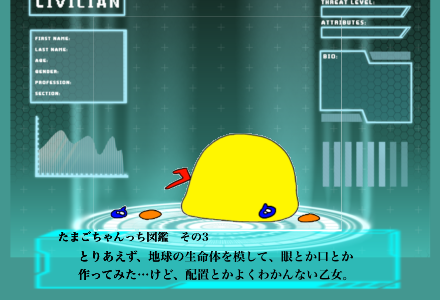 CIVILIAN
FIRST NAME:
LAST NAME:
AGE:
GENDER:
PROFESSION:
SECTION:
THREAT LEVEL:
ATTRIBUTES:
BIO:
たまごちゃんっち図鑑　その3
とりあえず、地球の生命体を模して、眼とか口とか
作ってみた…けど、配置とかよくわかんない乙女。